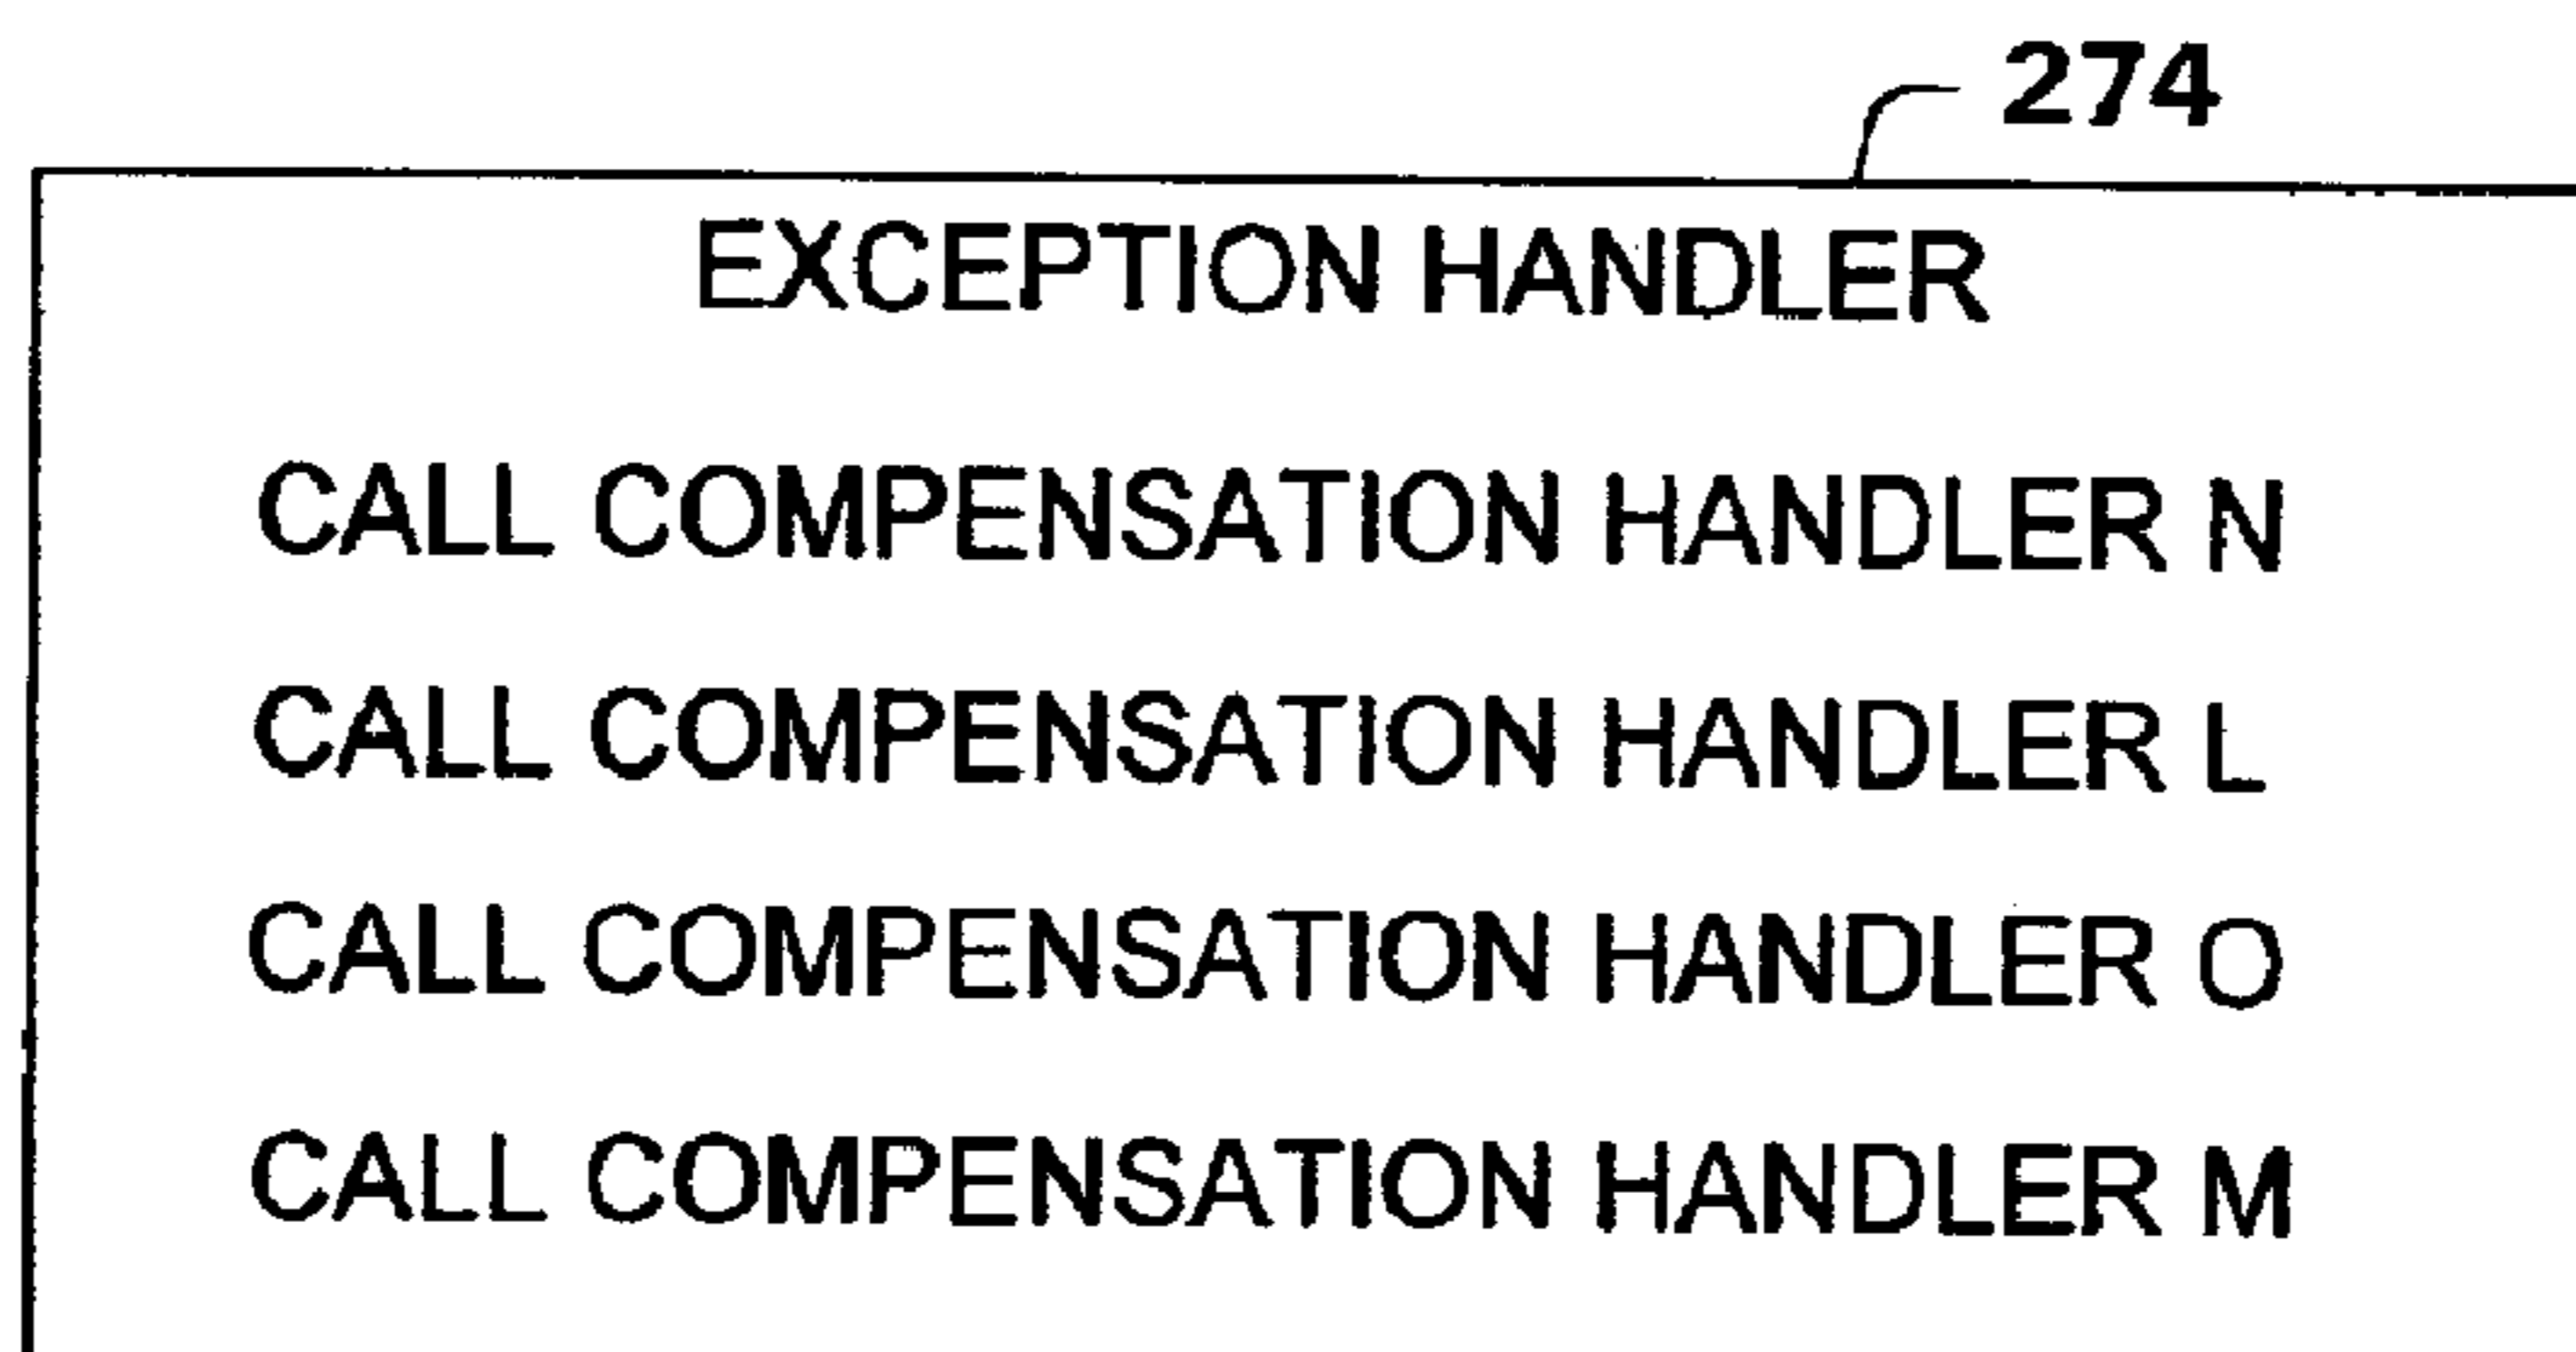 274
EXCEPTION HANDLER
CALL COMPENSATION HANDLER N
CALL COMPENSATION HANDLER L
CALL COMPENSATION HANDLER O
CALL COMPENSATION HANDLER M